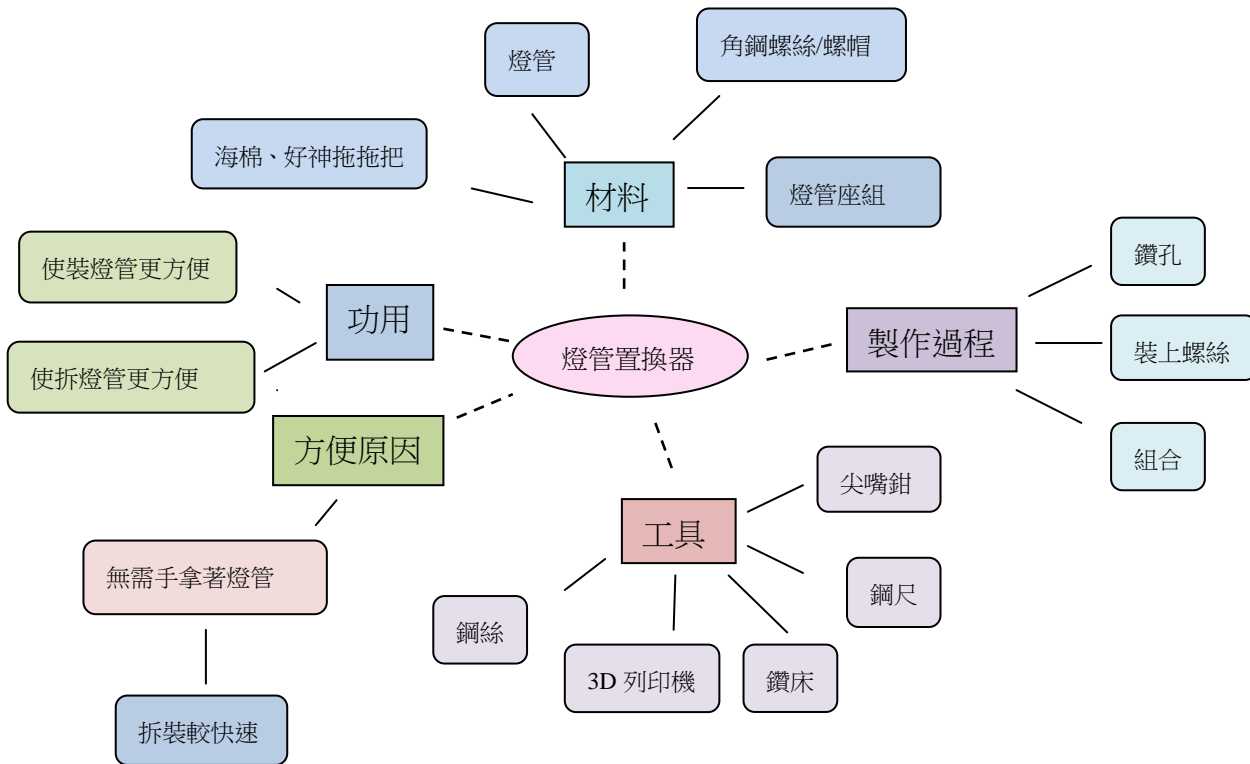 燈管
角鋼螺絲/螺帽
海棉、好神拖拖把
材料
燈管座組
使裝燈管更方便
功用
鑽孔
使拆燈管更方便
燈管置換器
製作過程
裝上螺絲
方便原因
組合
尖嘴鉗
工具
無需手拿著燈管
鋼尺
鋼絲
3D 列印機
鑽床
拆裝較快速